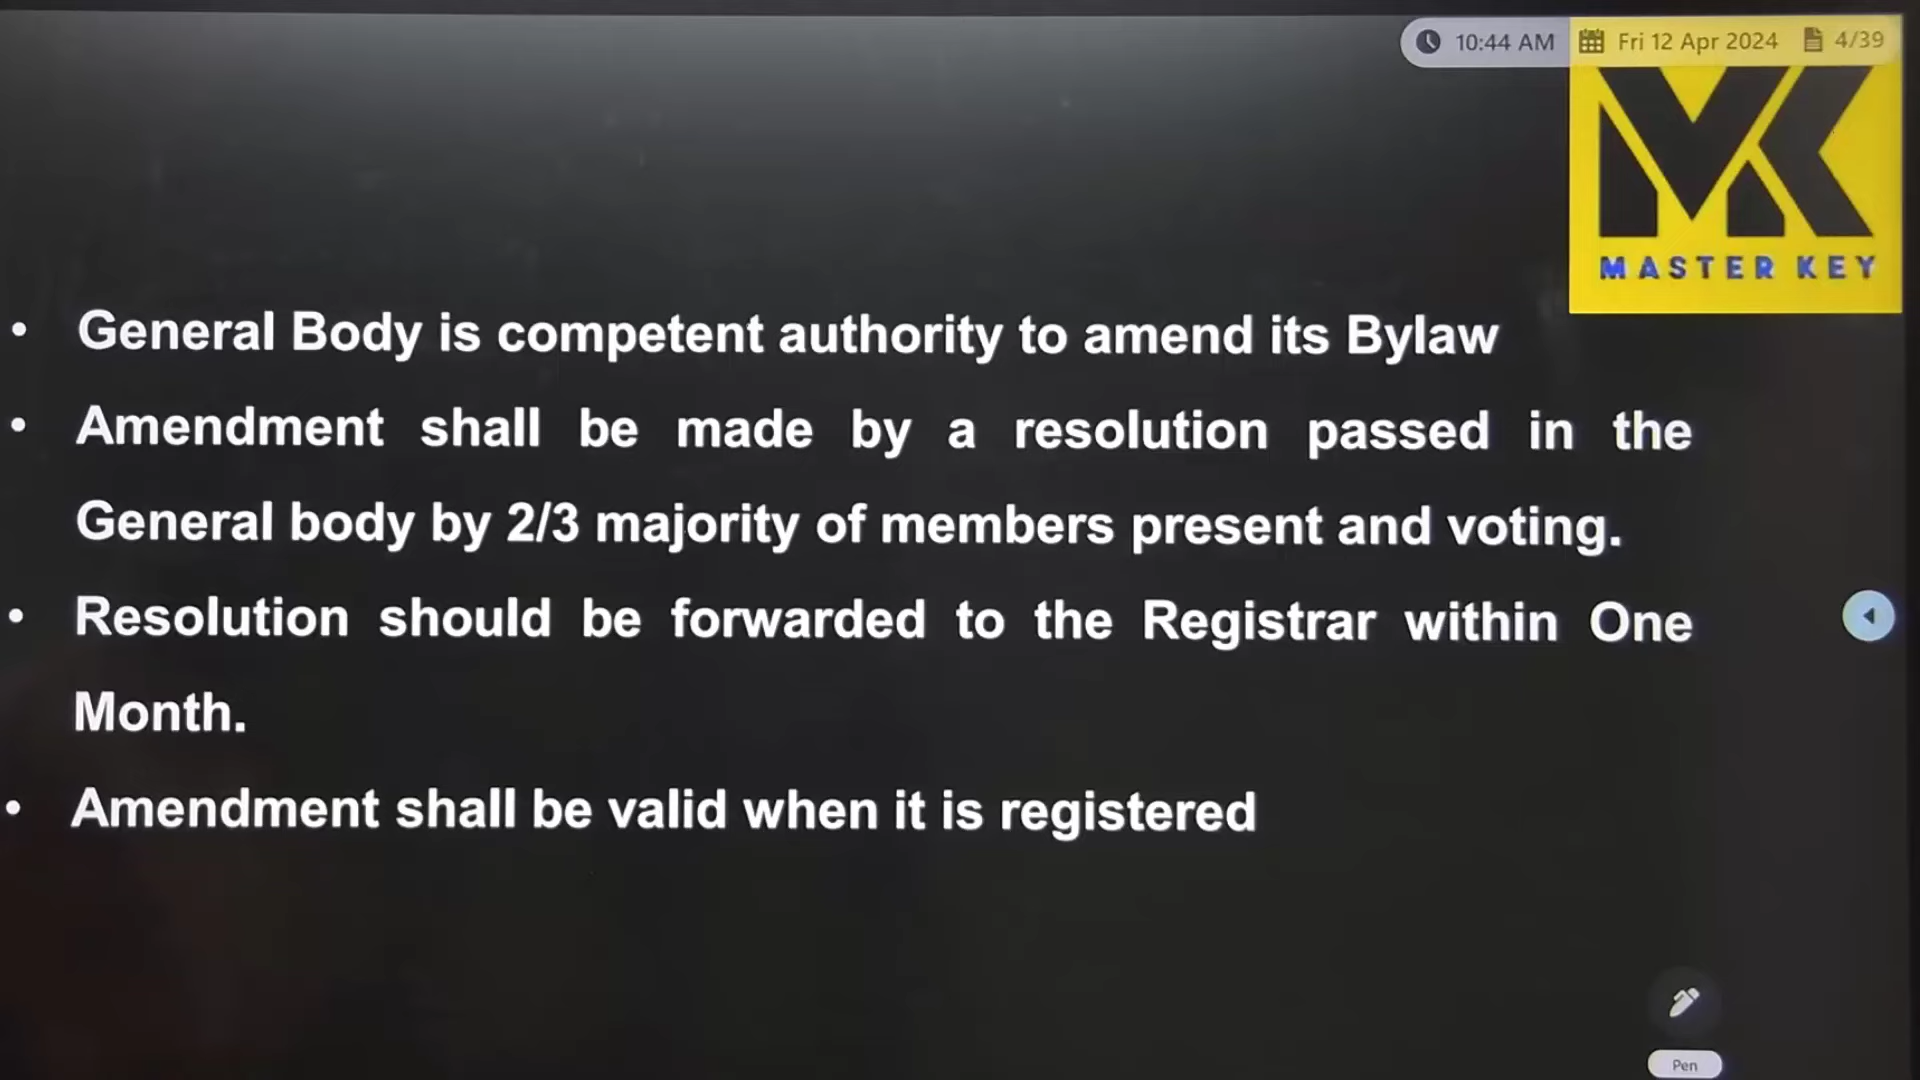 10:44 AM Fri 12 Apr 2024 4/39
MK
MASTER KEY
• General Body is competent authority to amend its Bylaw
• Amendment shall be made by a resolution passed in the
General body by 2/3 majority of members present and voting.
• Resolution should be forwarded to the Registrar within One
Month.
• Amendment shall be valid when it is registered
Pen